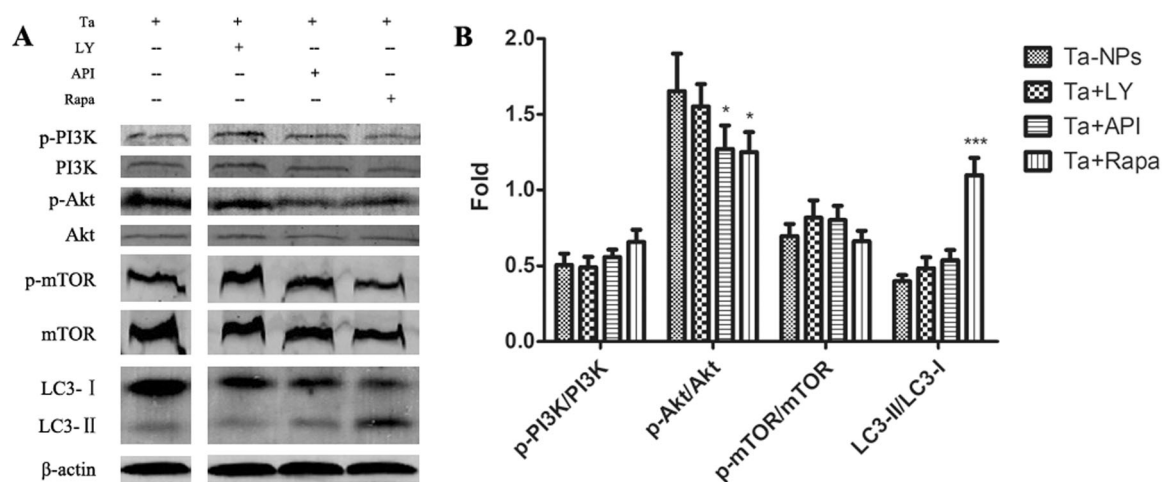 A
Ta + + + +
LY -- + -- --
API -- -- + --
Rapa -- -- -- +
p-PI3K
PI3K
p-Akt
Akt
p-mTOR
mTOR
LC3-Ⅰ
LC3-Ⅱ
β-actin
B
Fold
2.0
1.5
1.0
0.5
0.0
* * ***
p-PI3K/PI3K
p-Akt/Akt
p-mTOR/mTOR
LC3-II/LC3-I
Ta-NPs
Ta+LY
Ta+API
Ta+Rapa